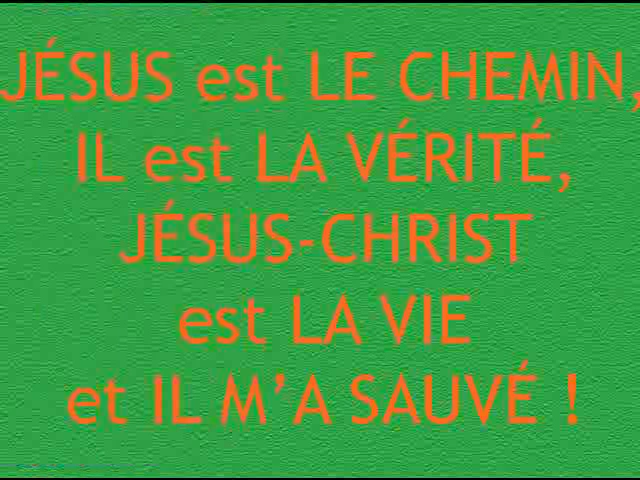 JÉSUS est LE CHEMIN,
IL est LA VÉRITÉ,
JÉSUS-CHRIST
est LA VIE
et IL M’A SAUVÉ !